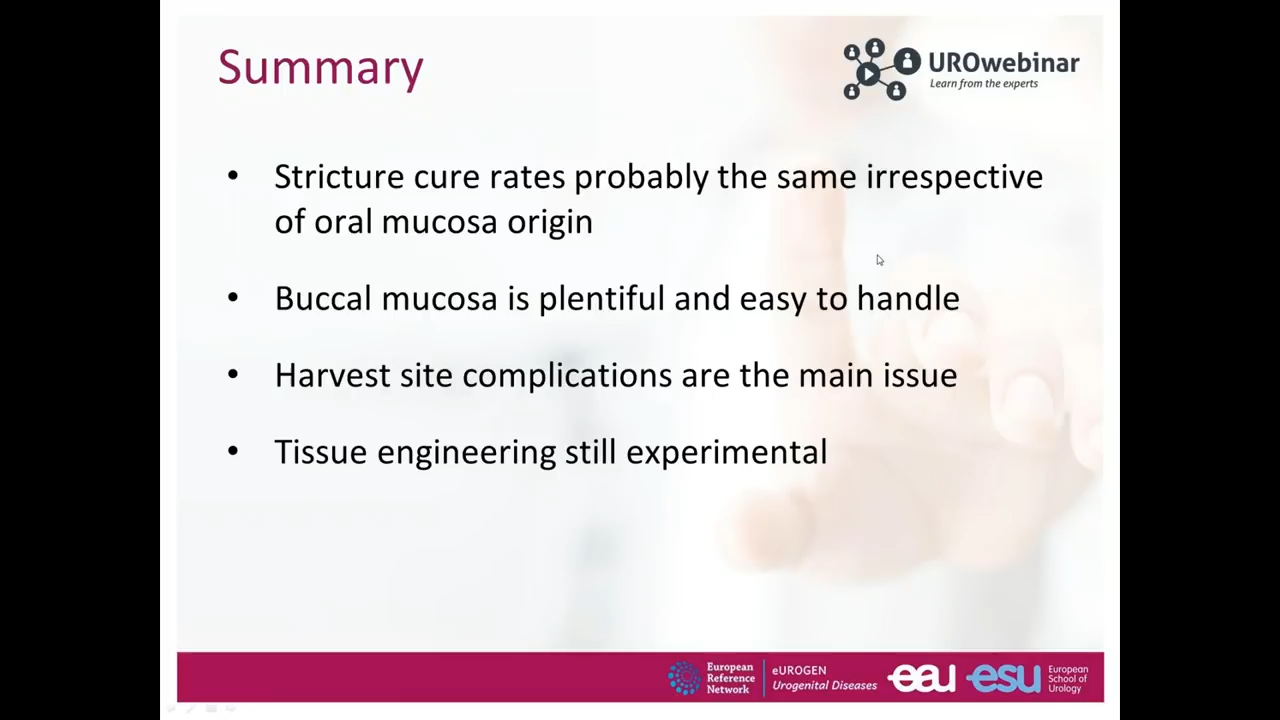 Summary
UROwebinar
Learn from the experts
• Stricture cure rates probably the same irrespective
of oral mucosa origin
• Buccal mucosa is plentiful and easy to handle
• Harvest site complications are the main issue
• Tissue engineering still experimental
European
Reference
Network
eUROGEN
Urogenital Diseases
eau
esu
European
School of
Urology